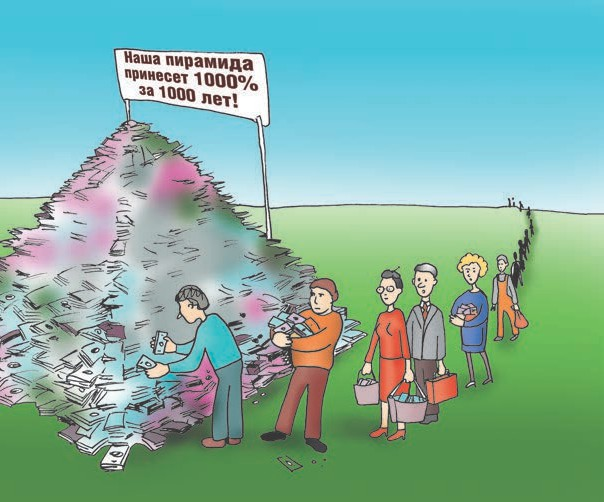 Наша пирамида
принесет 1000%
за 1000 лет!